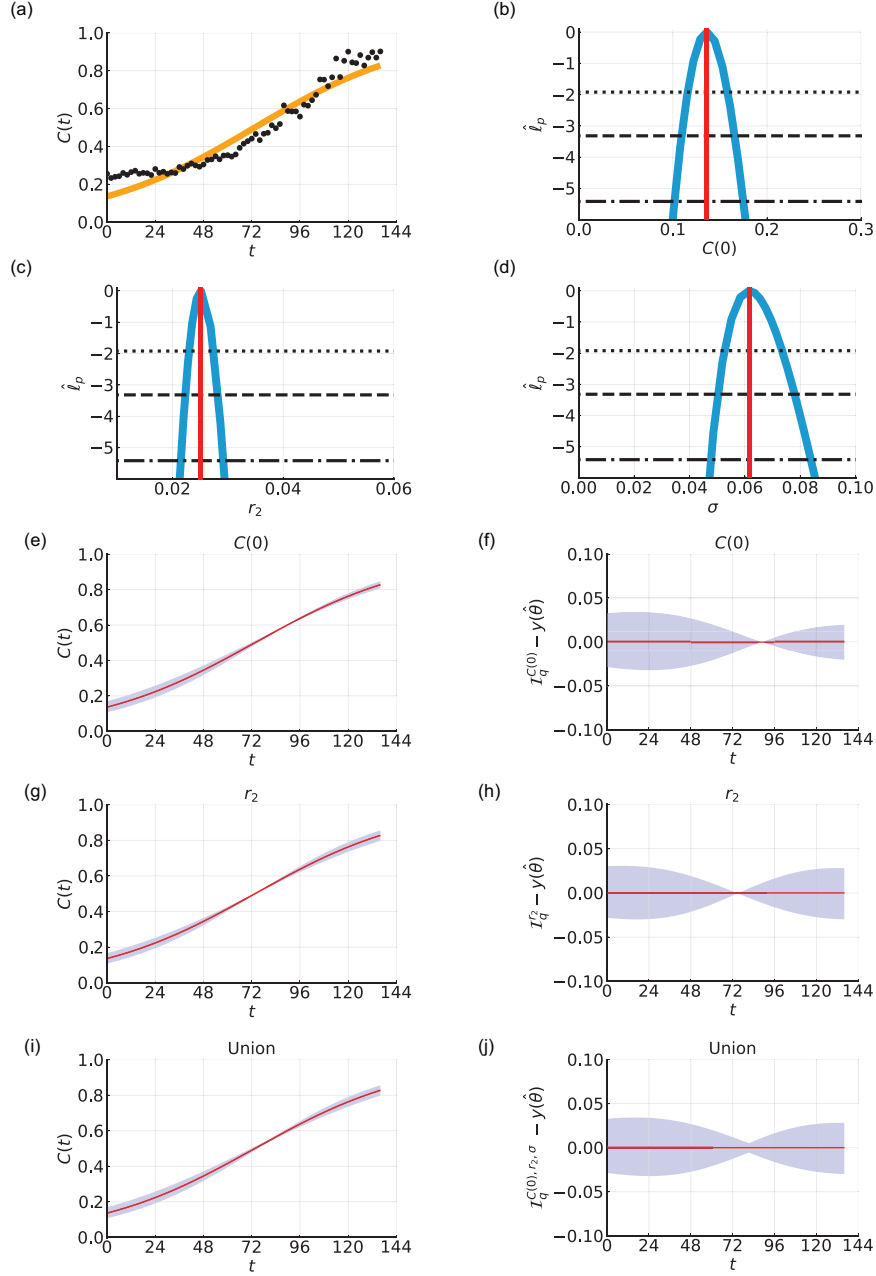 (a)
C(t)
1.0
0.8
0.6
0.4
0.2
0.0
0 24 48 72 96 120 144
t
(b)
ℓ̂ₚ
0
−1
−2
−3
−4
−5
0.0 0.1 0.2 0.3
C(0)
(c)
ℓ̂ₚ
0
−1
−2
−3
−4
−5
0.02 0.04 0.06
r₂
(d)
0
−1
−2
−3
−4
−5
0.00 0.02 0.04 0.06 0.08 0.10
σ
(e)
C(0)
C(t)
1.0
0.8
0.6
0.4
0.2
0.0
0 24 48 72 96 120 144
t
(f)
C(0)
ℐ_q^{C(0)} − y(θ̂)
0.10
0.05
0.00
−0.05
−0.10
0 24 48 72 96 120 144
t
(g)
r₂
C(t)
1.0
0.8
0.6
0.4
0.2
0.0
0 24 48 72 96 120 144
t
(h)
r₂
ℐ_q^{r₂} − y(θ̂)
0.10
0.05
0.00
−0.05
−0.10
0 24 48 72 96 120 144
t
(i)
Union
C(t)
1.0
0.8
0.6
0.4
0.2
0.0
0 24 48 72 96 120 144
t
(j)
Union
ℐ_q^{C(0), r₂, σ} − y(θ̂)
0.10
0.05
0.00
−0.05
−0.10
0 24 48 72 96 120 144
t